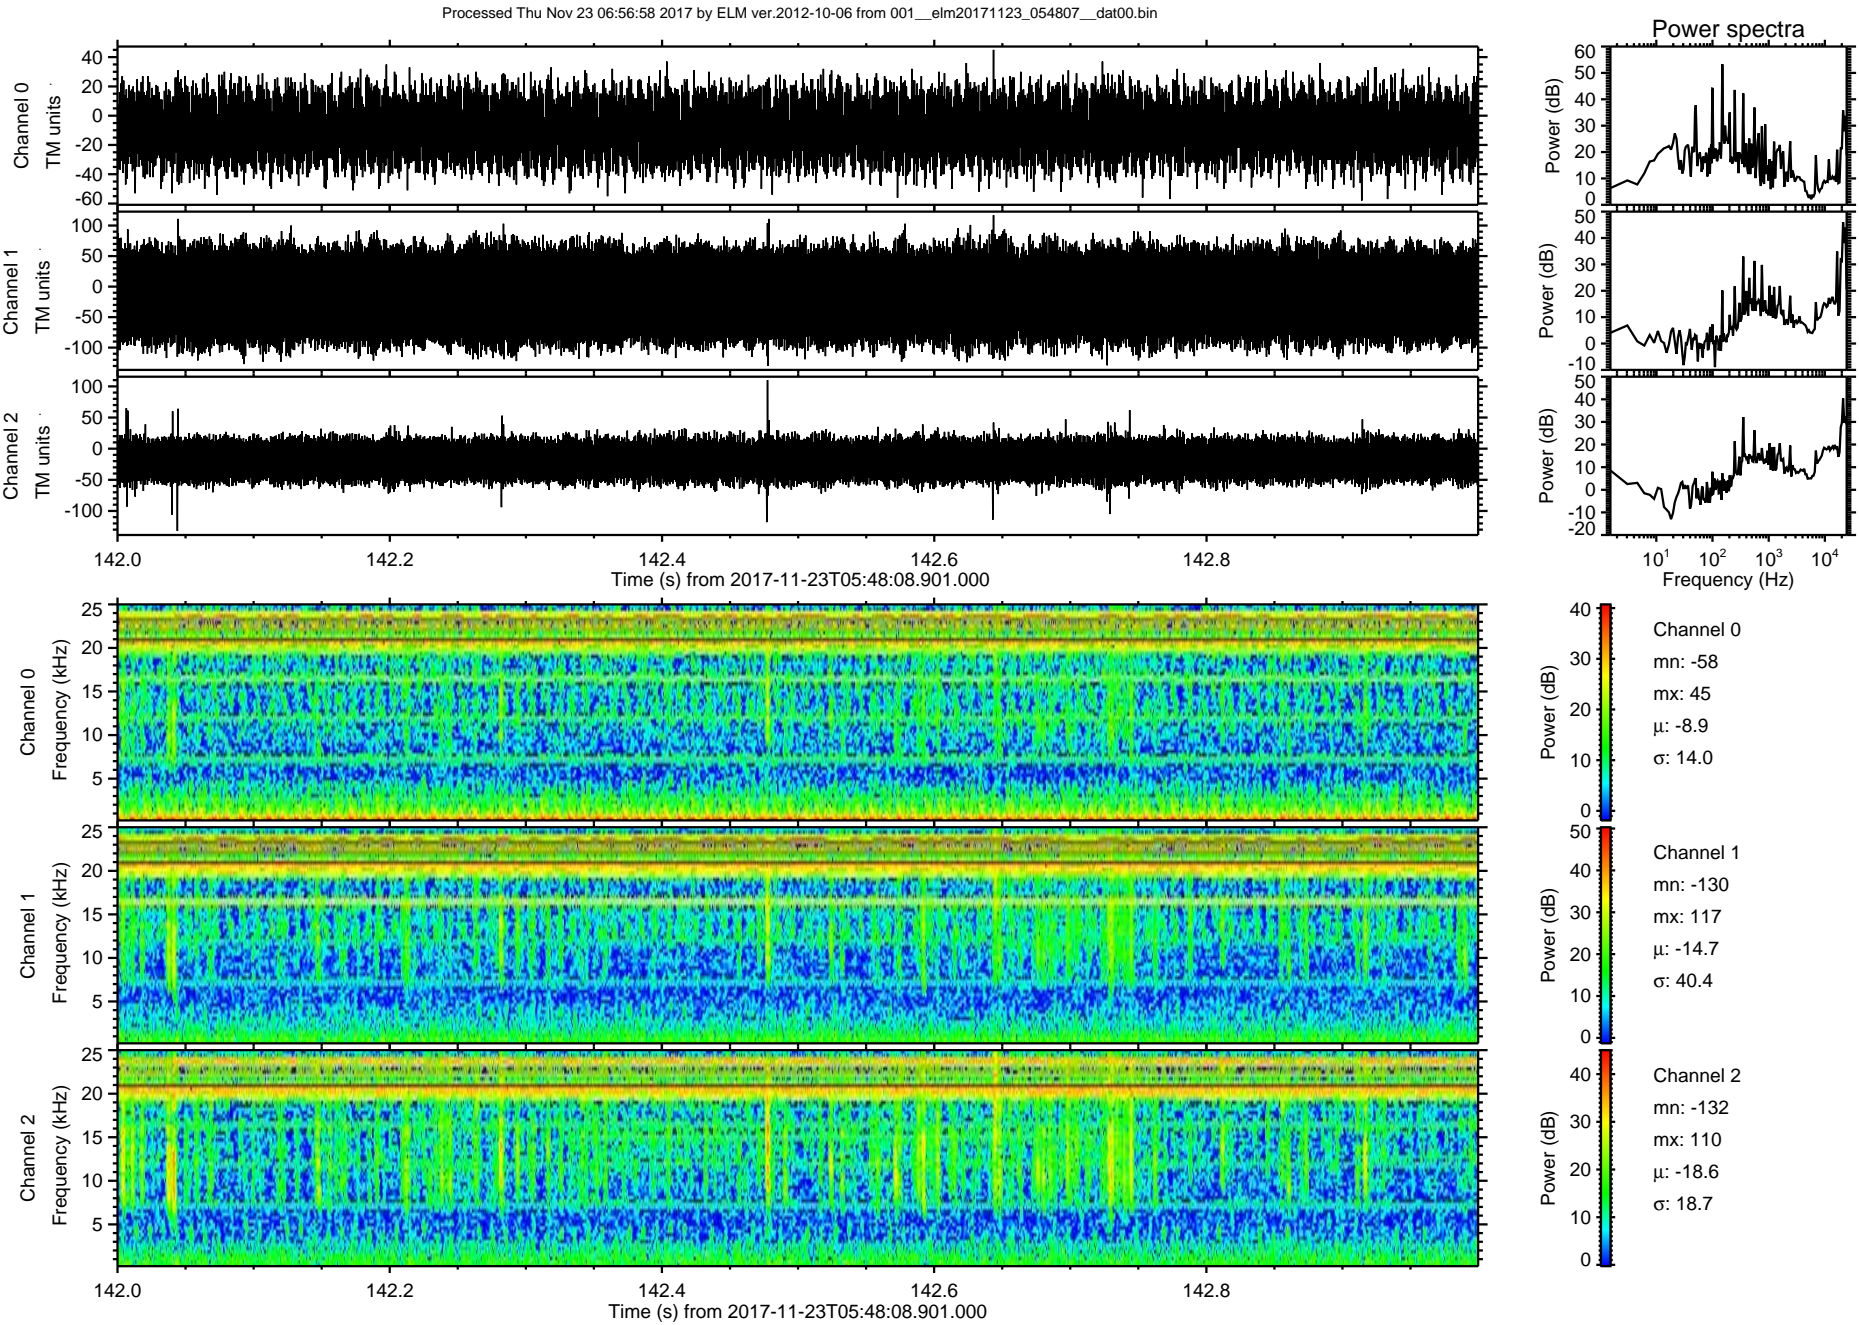 Processed Thu Nov 23 06:56:58 2017 by ELM ver.2012-10-06 from 001__elm20171123_054807__dat00.bin
Power spectra
Channel 0
TM units
40
20
0
-20
-40
-60
Power (dB)
60
50
40
30
20
10
0
Channel 1
TM units
100
50
0
-50
-100
Power (dB)
50
40
30
20
10
0
-10
Channel 2
TM units
100
50
0
-50
-100
Power (dB)
50
40
30
20
10
0
-10
-20
142.0 142.2 142.4 142.6 142.8
Time (s) from 2017-11-23T05:48:08.901.000
10^1 10^2 10^3 10^4
Frequency (Hz)
Channel 0
Frequency (kHz)
25
20
15
10
5
Power (dB)
40
30
20
10
0
Channel 0
mn: -58
mx: 45
μ: -8.9
σ: 14.0
Channel 1
Frequency (kHz)
25
20
15
10
5
Power (dB)
50
40
30
20
10
0
Channel 1
mn: -130
mx: 117
μ: -14.7
σ: 40.4
Channel 2
Frequency (kHz)
25
20
15
10
5
Power (dB)
40
30
20
10
0
Channel 2
mn: -132
mx: 110
μ: -18.6
σ: 18.7
142.0 142.2 142.4 142.6 142.8
Time (s) from 2017-11-23T05:48:08.901.000